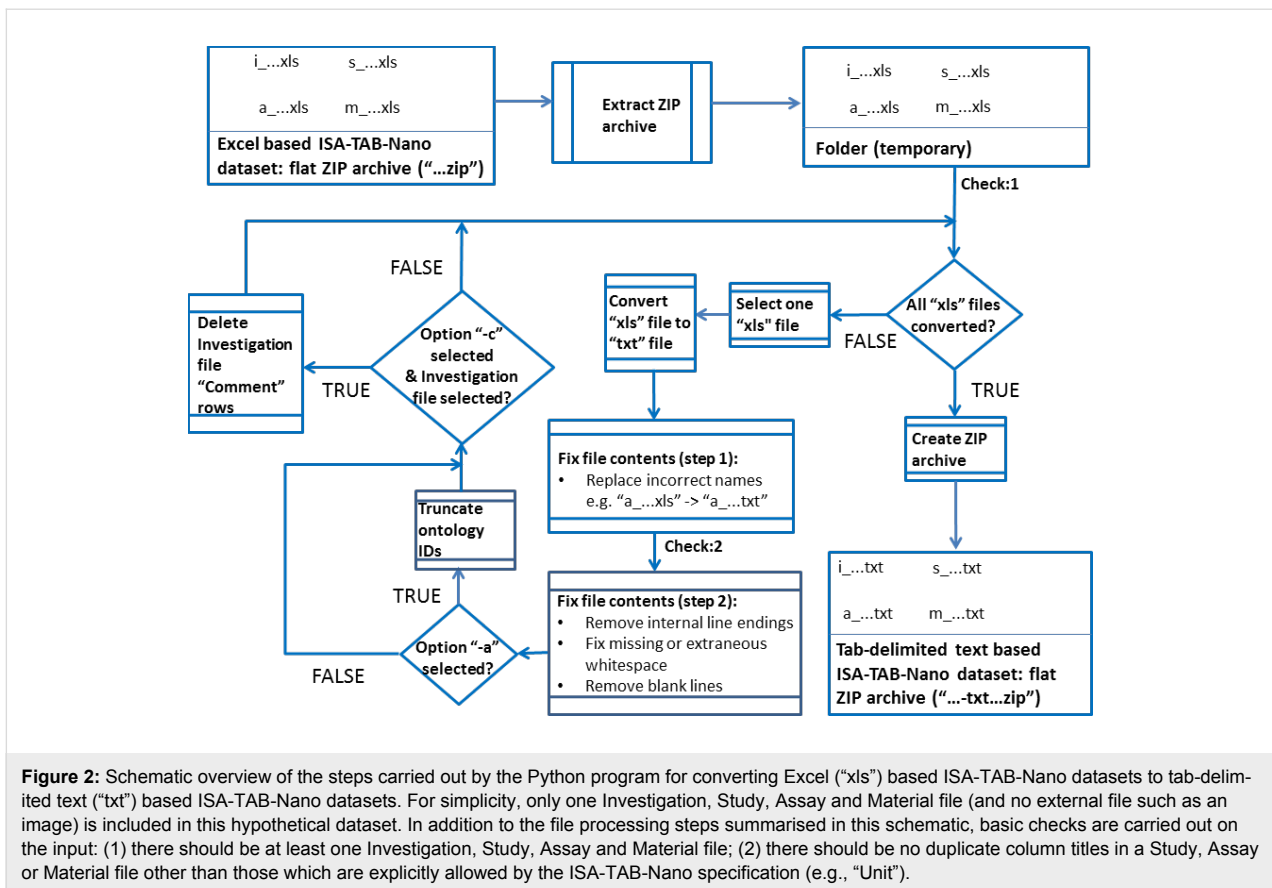 i_...xls s_...xls
a_...xls m_...xls
Excel based ISA-TAB-Nano
dataset: flat ZIP archive (“...zip”)
Extract ZIP
archive
i_...xls s_...xls
a_...xls m_...xls
Folder (temporary)
Check:1
All “xls” files
converted?
FALSE
TRUE
Select one
“xls" file
Convert
“xls” file to
“txt” file
Fix file contents (step 1):
• Replace incorrect names
e.g. “a_...xls” -> “a_...txt”
Check:2
Fix file contents (step 2):
• Remove internal line endings
• Fix missing or extraneous
whitespace
• Remove blank lines
Option “-a”
selected?
TRUE
FALSE
Truncate
ontology
IDs
Option “-c”
selected
& Investigation
file selected?
FALSE
TRUE
Delete
Investigation
file
“Comment”
rows
Create ZIP
archive
i_...txt s_...txt
a_...txt m_...txt
Tab-delimited text based
ISA-TAB-Nano dataset: flat
ZIP archive (“...-txt...zip”)
Figure 2: Schematic overview of the steps carried out by the Python program for converting Excel (“xls”) based ISA-TAB-Nano datasets to tab-delim-
ited text (“txt”) based ISA-TAB-Nano datasets. For simplicity, only one Investigation, Study, Assay and Material file (and no external file such as an
image) is included in this hypothetical dataset. In addition to the file processing steps summarised in this schematic, basic checks are carried out on
the input: (1) there should be at least one Investigation, Study, Assay and Material file; (2) there should be no duplicate column titles in a Study, Assay
or Material file other than those which are explicitly allowed by the ISA-TAB-Nano specification (e.g., “Unit”).